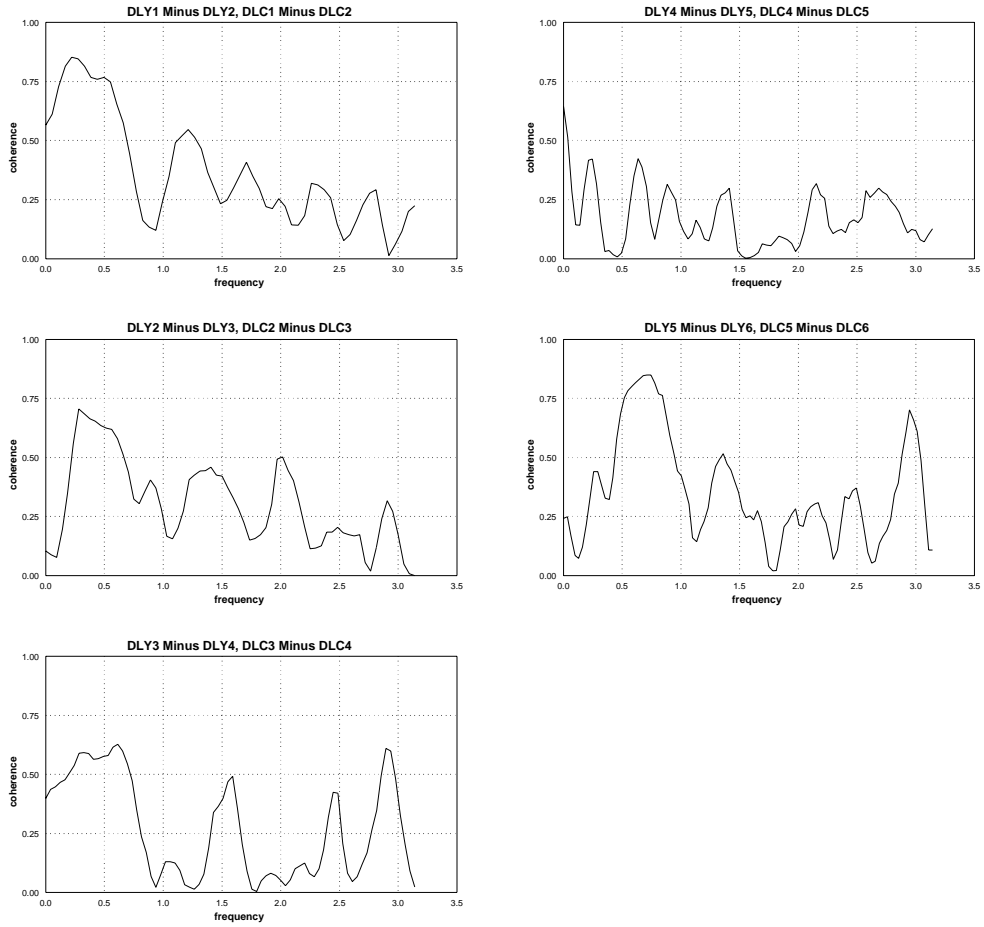 DLY1 Minus DLY2, DLC1 Minus DLC2
1.00
0.75
0.50
0.25
0.00
coherence
0.0 0.5 1.0 1.5 2.0 2.5 3.0 3.5
frequency
DLY4 Minus DLY5, DLC4 Minus DLC5
1.00
0.75
0.50
0.25
0.00
coherence
0.0 0.5 1.0 1.5 2.0 2.5 3.0 3.5
frequency
DLY2 Minus DLY3, DLC2 Minus DLC3
1.00
0.75
0.50
0.25
0.00
coherence
0.0 0.5 1.0 1.5 2.0 2.5 3.0 3.5
frequency
DLY5 Minus DLY6, DLC5 Minus DLC6
1.00
0.75
0.50
0.25
0.00
coherence
0.0 0.5 1.0 1.5 2.0 2.5 3.0 3.5
frequency
DLY3 Minus DLY4, DLC3 Minus DLC4
1.00
0.75
0.50
0.25
0.00
coherence
0.0 0.5 1.0 1.5 2.0 2.5 3.0 3.5
frequency